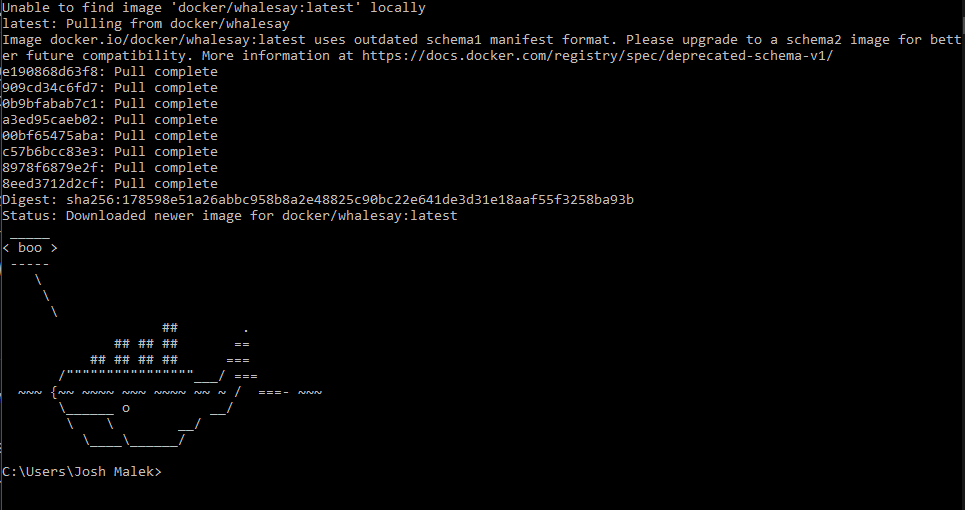 Unable to find image 'docker/whalesay:latest' locally
latest: Pulling from docker/whalesay
Image docker.io/docker/whalesay:latest uses outdated schema1 manifest format. Please upgrade to a schema2 image for bett
er future compatibility. More information at https://docs.docker.com/registry/spec/deprecated-schema-v1/
e190868d63f8: Pull complete
909cd34c6fd7: Pull complete
0b9bfabab7c1: Pull complete
a3ed95caeb02: Pull complete
00bf65475aba: Pull complete
c57b6bcc83e3: Pull complete
8978f6879e2f: Pull complete
8eed3712d2cf: Pull complete
Digest: sha256:178598e51a26abbc958b8a2e48825c90bc22e641de3d31e18aaf55f3258ba93b
Status: Downloaded newer image for docker/whalesay:latest
 _____
< boo >
 -----
    \
     \
      \
                    ##         .
              ## ## ##        ==
           ## ## ## ##       ===
       /""""""""""""""""___/ ===
  ~~~ {~~ ~~~~ ~~~ ~~~~ ~~ ~ /  ===- ~~~
       \______ o          __/
        \    \        __/
          \____\______/
C:\Users\Josh Malek>